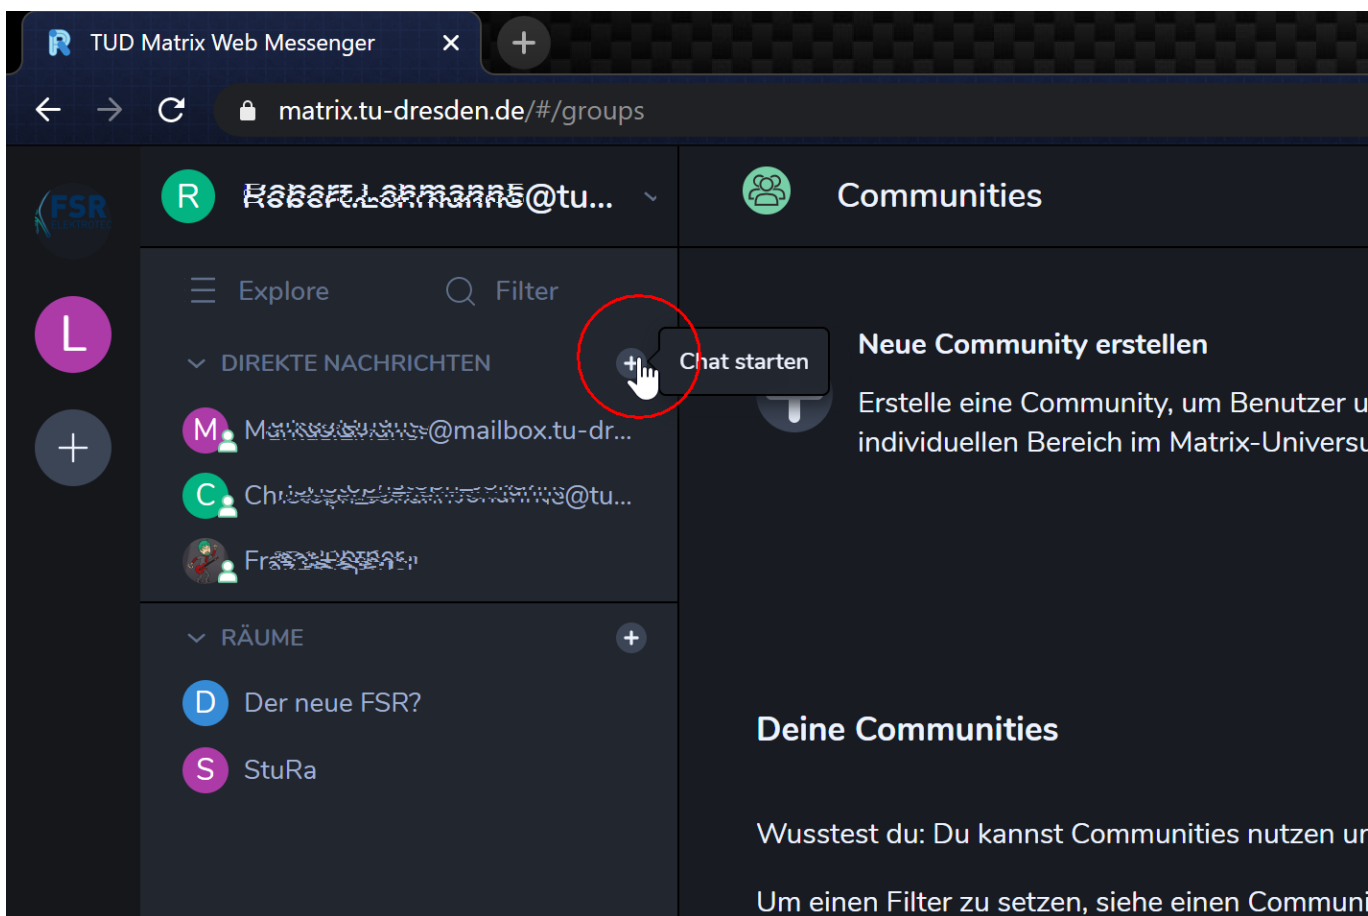 TUD Matrix Web Messenger
matrix.tu-dresden.de/#/groups
FSR
R
@tu...
Communities
Explore
Filter
L
DIREKTE NACHRICHTEN
Chat starten
Neue Community erstellen
Erstelle eine Community, um Benutzer u
individuellen Bereich im Matrix-Universu
M
@mailbox.tu-dr...
C
@tu...
RÄUME
D
Der neue FSR?
S
StuRa
Deine Communities
Wusstest du: Du kannst Communities nutzen un
Um einen Filter zu setzen, siehe einen Communi